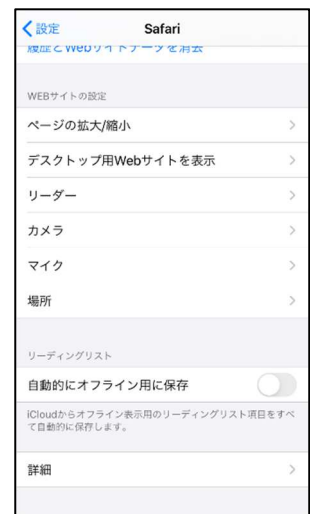 設定
Safari
履歴とWebサイトデータを消去
WEBサイトの設定
ページの拡大/縮小
デスクトップ用Webサイトを表示
リーダー
カメラ
マイク
場所
リーディングリスト
自動的にオフライン用に保存
iCloudからオフライン表示用のリーディングリスト項目をすべ
て自動的に保存します。
詳細